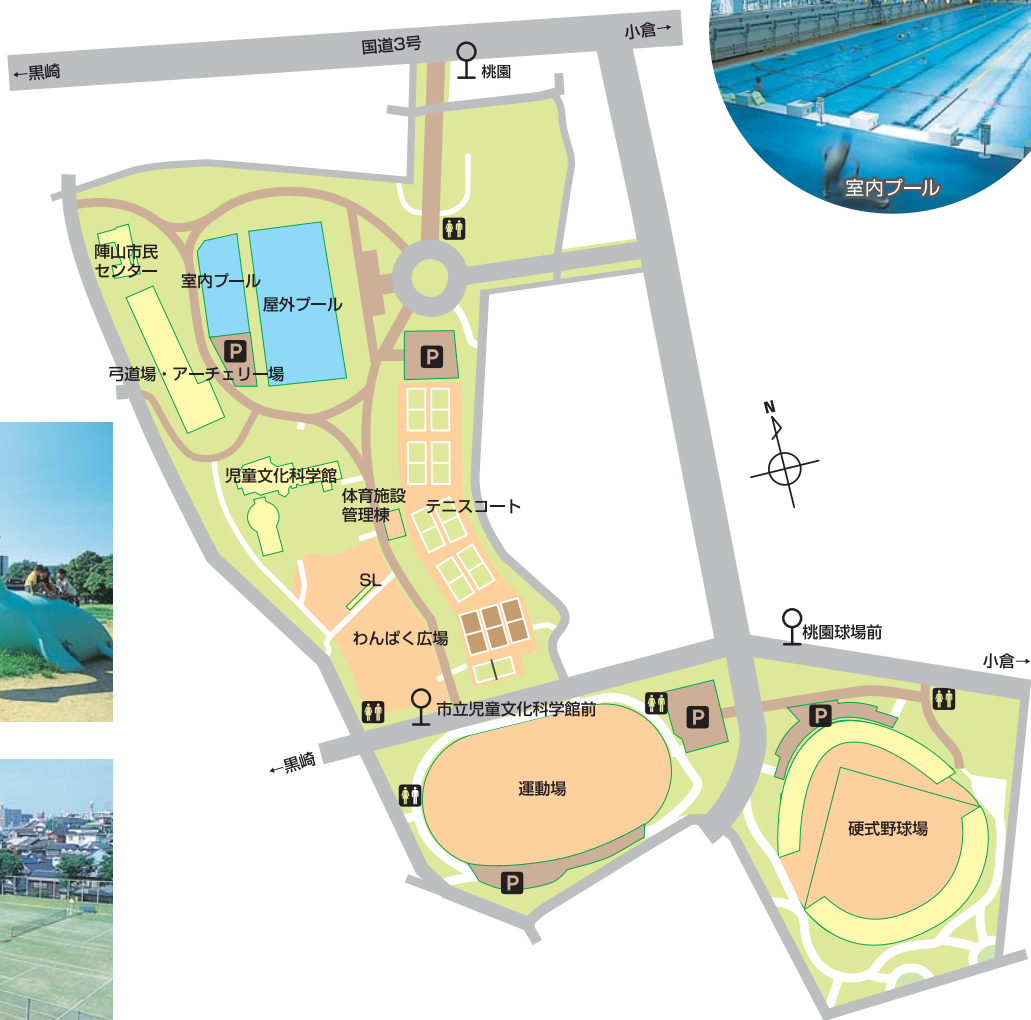 国道3号
小倉→
←黒崎
桃園
室内プール
陣山市民
センター
室内プール
屋外プール
P
P
弓道場・アーチェリー場
N
児童文化科学館
体育施設
管理棟
テニスコート
SL
わんぱく広場
桃園球場前
小倉→
市立児童文化科学館前
P
P
←黒崎
運動場
硬式野球場
P